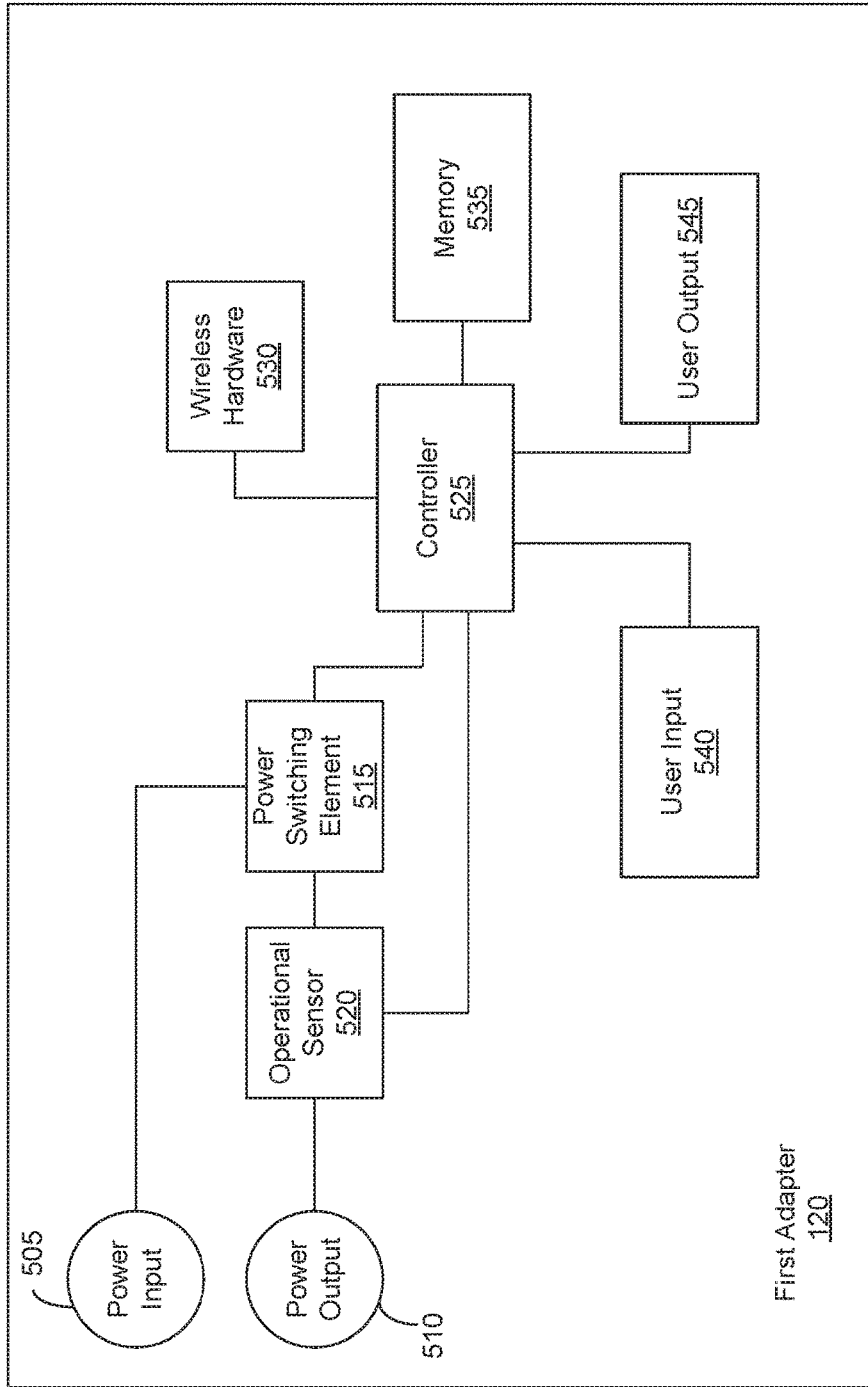 505
Power
Input
Power
Output
510
Operational
Sensor
520
Power
Switching
Element
515
Wireless
Hardware
530
Controller
525
Memory
535
User Input
540
User Output 545
First Adapter
120